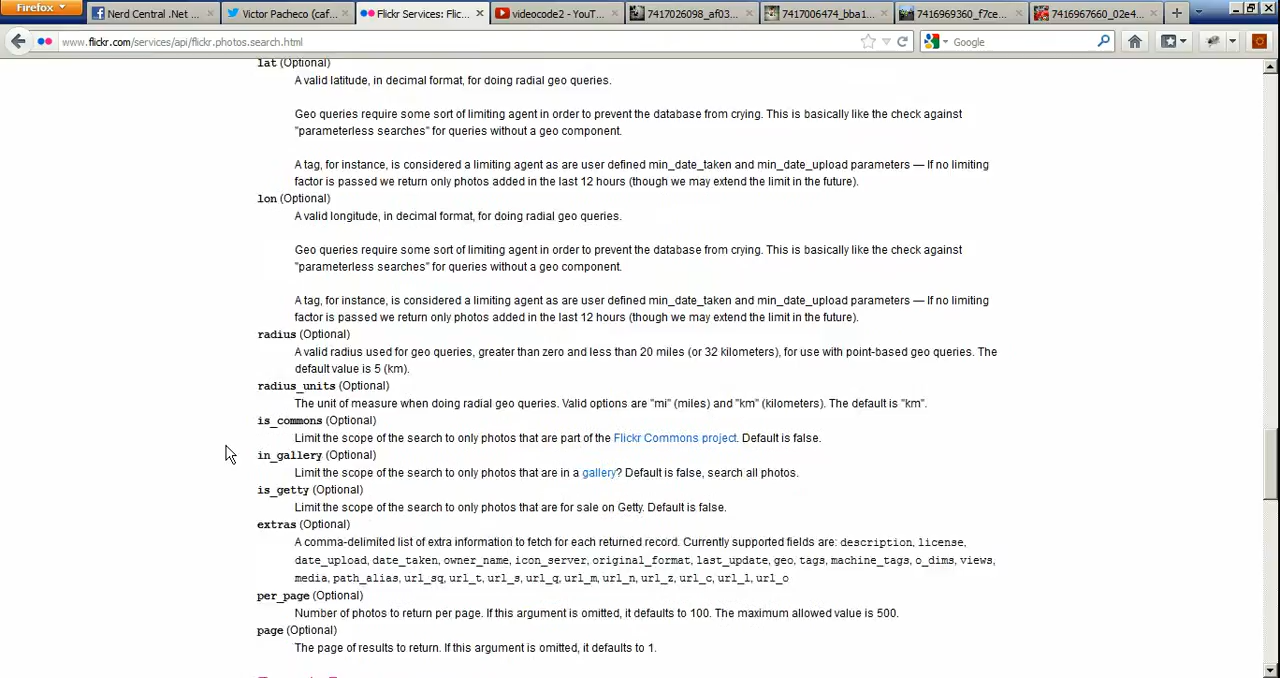 Firefox
Nerd Central .Net ...
Victor Pacheco (caf...
Flickr Services: Flic...
videocode2 - YouT...
7417026098_af03...
7417006474_bba1...
7416969360_f7ce...
7416967660_02e4...
www.flickr.com/services/api/flickr.photos.search.html
Google
lat (Optional)
A valid latitude, in decimal format, for doing radial geo queries.
Geo queries require some sort of limiting agent in order to prevent the database from crying. This is basically like the check against
"parameterless searches" for queries without a geo component.
A tag, for instance, is considered a limiting agent as are user defined min_date_taken and min_date_upload parameters — If no limiting
factor is passed we return only photos added in the last 12 hours (though we may extend the limit in the future).
lon (Optional)
A valid longitude, in decimal format, for doing radial geo queries.
Geo queries require some sort of limiting agent in order to prevent the database from crying. This is basically like the check against
"parameterless searches" for queries without a geo component.
A tag, for instance, is considered a limiting agent as are user defined min_date_taken and min_date_upload parameters — If no limiting
factor is passed we return only photos added in the last 12 hours (though we may extend the limit in the future).
radius (Optional)
A valid radius used for geo queries, greater than zero and less than 20 miles (or 32 kilometers), for use with point-based geo queries. The
default value is 5 (km).
radius_units (Optional)
The unit of measure when doing radial geo queries. Valid options are "mi" (miles) and "km" (kilometers). The default is "km".
is_commons (Optional)
Limit the scope of the search to only photos that are part of the Flickr Commons project. Default is false.
in_gallery (Optional)
Limit the scope of the search to only photos that are in a gallery? Default is false, search all photos.
is_getty (Optional)
Limit the scope of the search to only photos that are for sale on Getty. Default is false.
extras (Optional)
A comma-delimited list of extra information to fetch for each returned record. Currently supported fields are: description, license,
date_upload, date_taken, owner_name, icon_server, original_format, last_update, geo, tags, machine_tags, o_dims, views,
media, path_alias, url_sq, url_t, url_s, url_q, url_m, url_n, url_z, url_c, url_l, url_o
per_page (Optional)
Number of photos to return per page. If this argument is omitted, it defaults to 100. The maximum allowed value is 500.
page (Optional)
The page of results to return. If this argument is omitted, it defaults to 1.